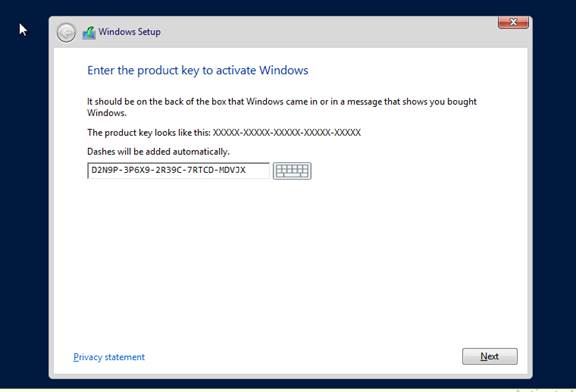 Windows Setup
Enter the product key to activate Windows
It should be on the back of the box that Windows came in or in a message that shows you bought
Windows.
The product key looks like this: XXXXX-XXXXX-XXXXX-XXXXX-XXXXX
Dashes will be added automatically.
D2N9P-3P6X9-2R39C-7RTCD-MDVJX
Privacy statement
Next